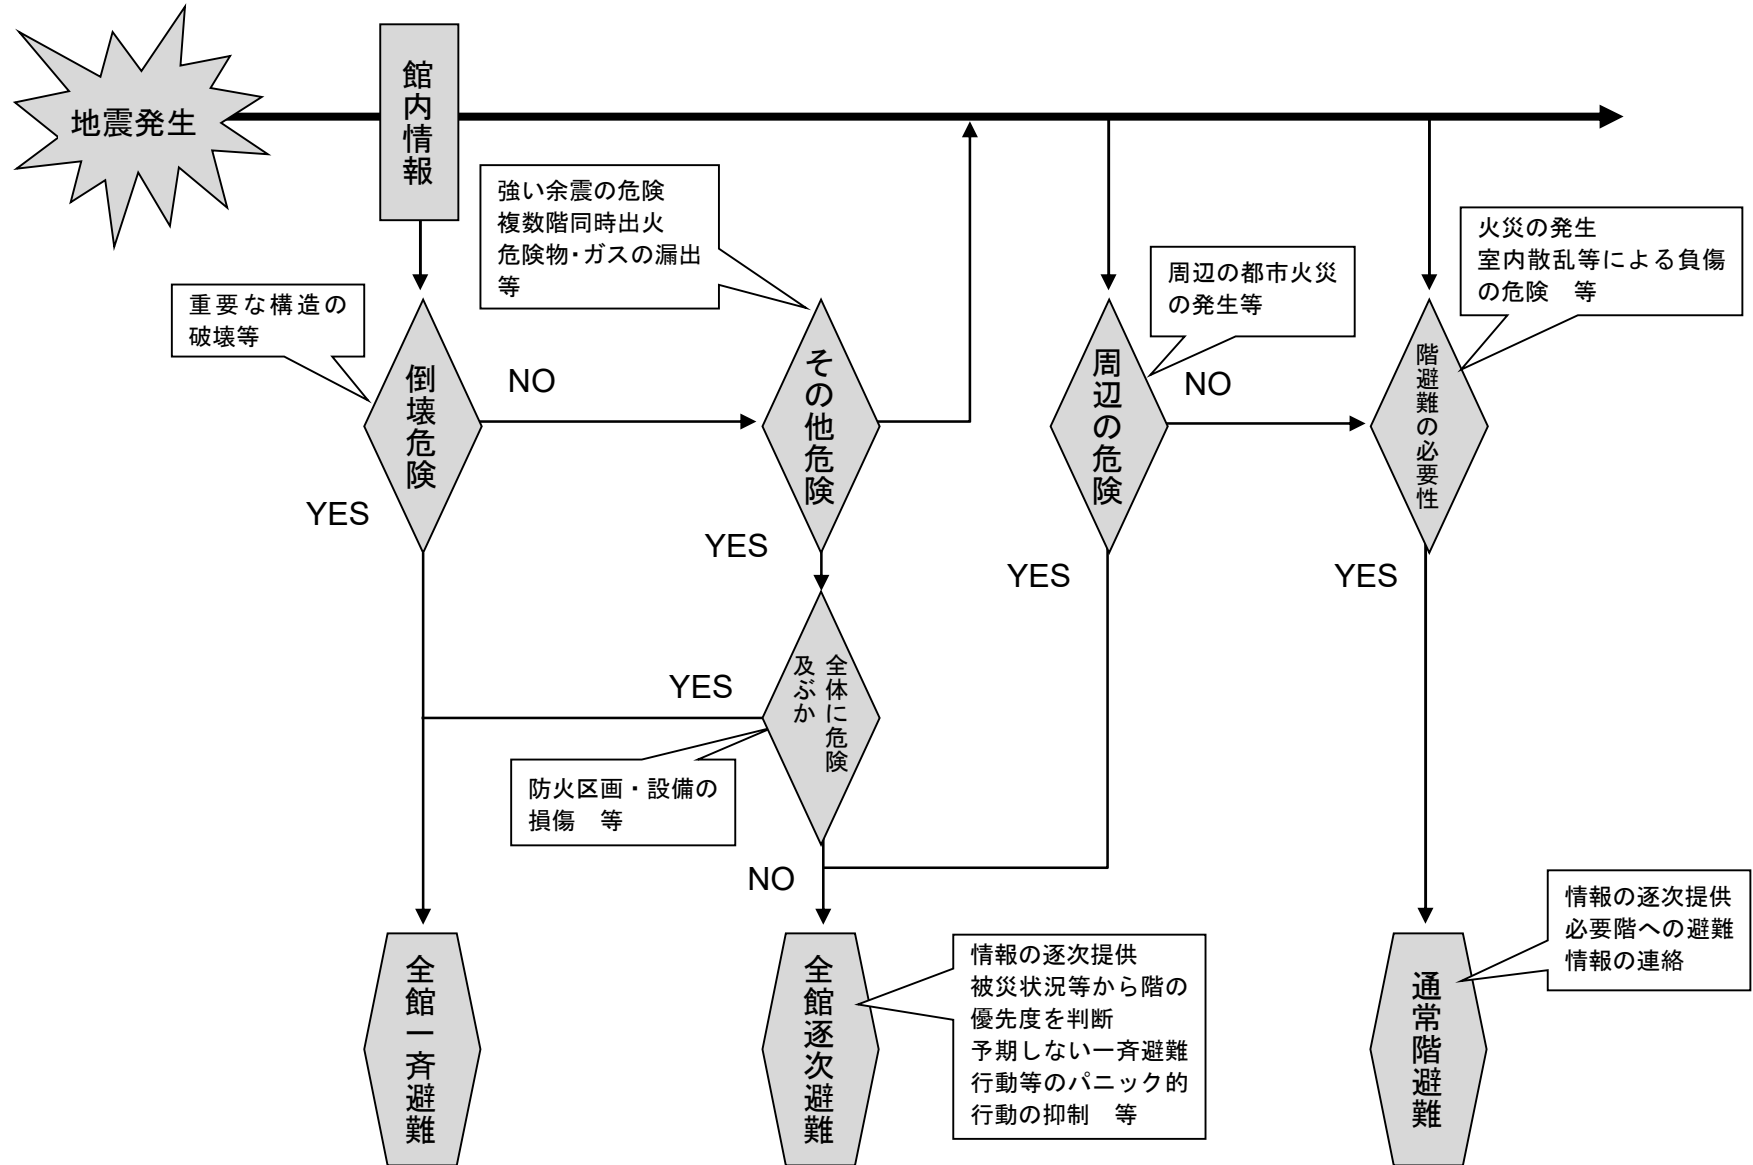 地震発生
館内情報
強い余震の危険
複数階同時出火
危険物・ガスの漏出
等
火災の発生
室内散乱等による負傷
の危険　等
周辺の都市火災
の発生等
重要な構造の
破壊等
倒壊危険
NO
その他危険
周辺の危険
NO
階避難の必要性
YES
YES
YES
YES
全体に危険
及ぶか
YES
防火区画・設備の
損傷　等
NO
全館一斉避難
全館逐次避難
情報の逐次提供
被災状況等から階の
優先度を判断
予期しない一斉避難
行動等のパニック的
行動の抑制　等
通常階避難
情報の逐次提供
必要階への避難
情報の連絡